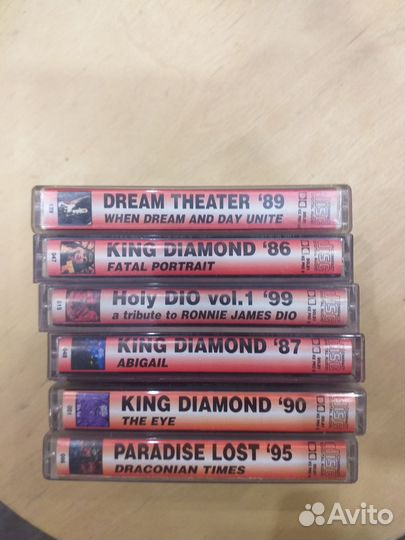 DREAM THEATER '89
WHEN DREAM AND DAY UNITE
KING DIAMOND '86
FATAL PORTRAIT
Holy DIO vol.1 '99
a tribute to RONNIE JAMES DIO
KING DIAMOND '87
ABIGAIL
KING DIAMOND '90
THE EYE
PARADISE LOST '95
DRACONIAN TIMES
Avito